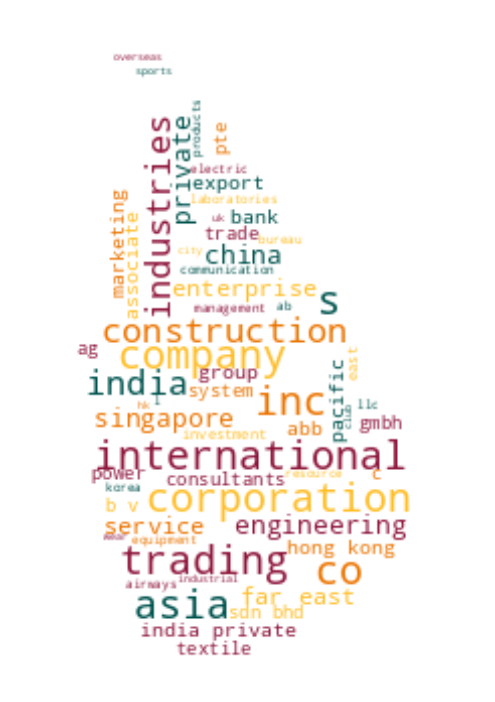 overseas
sports
products
industries
private
pte
electric
export
laboratories
marketing
associate
uk
bank
trade
bureau
city
china
communication
enterprise
management
ab
s
construction
ag
company
east
pacific
group
india
system
inc
hk
llc
club
singapore
abb
gmbh
investment
international
power
resource
c
consultants
korea
corporation
b v
service
engineering
wear
equipment
hong kong
trading
co
industrial
airways
asia
far east
sdn bhd
india private
textile